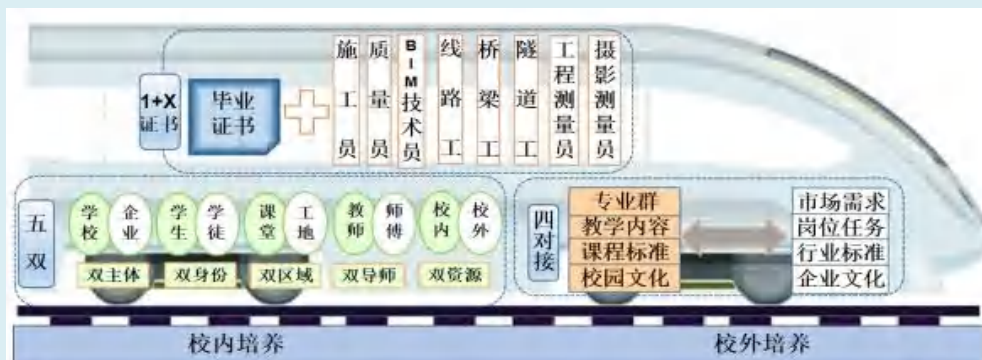 1+X
证书
毕业
证书
施工员
质量员
BIM技术员
线路工
桥梁工
隧道工
工程测量员
摄影测量员
五双
学校
企业
学生
学徒
课堂
工地
教师
师傅
校内
校外
双主体
双身份
双区域
双导师
双资源
四对接
专业群
教学内容
课程标准
校园文化
市场需求
岗位任务
行业标准
企业文化
校内培养
校外培养